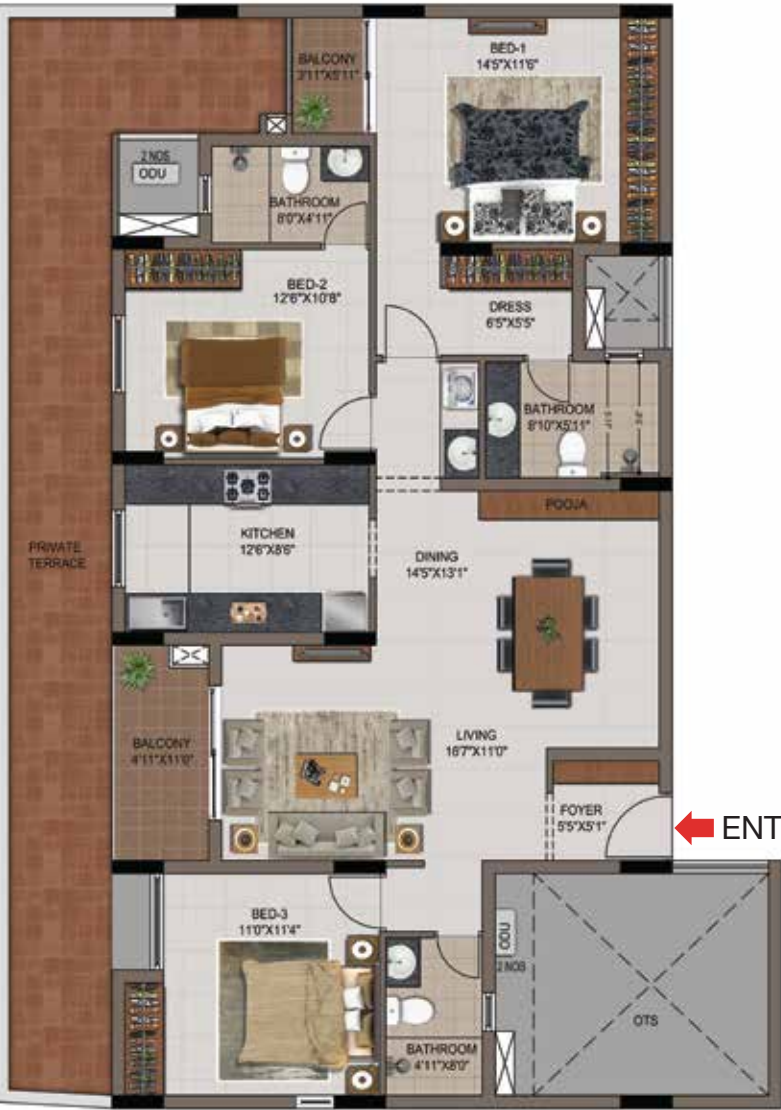 BALCONY
3'11"X5'11"
BED-1
14'5"X11'6"
2 NOS
ODU
BATHROOM
8'0"X4'11"
BED-2
12'6"X10'8"
DRESS
6'5"X5'5"
BATHROOM
8'10"X5'11"
POOJA
KITCHEN
12'6"X8'6"
DINING
14'5"X13'1"
PRIVATE
TERRACE
BALCONY
4'11"X11'0"
LIVING
16'7"X11'0"
FOYER
5'5"X5'1"
ENT
BED-3
11'0"X11'4"
ODU
2 NOS
OTS
BATHROOM
4'11"X8'0"